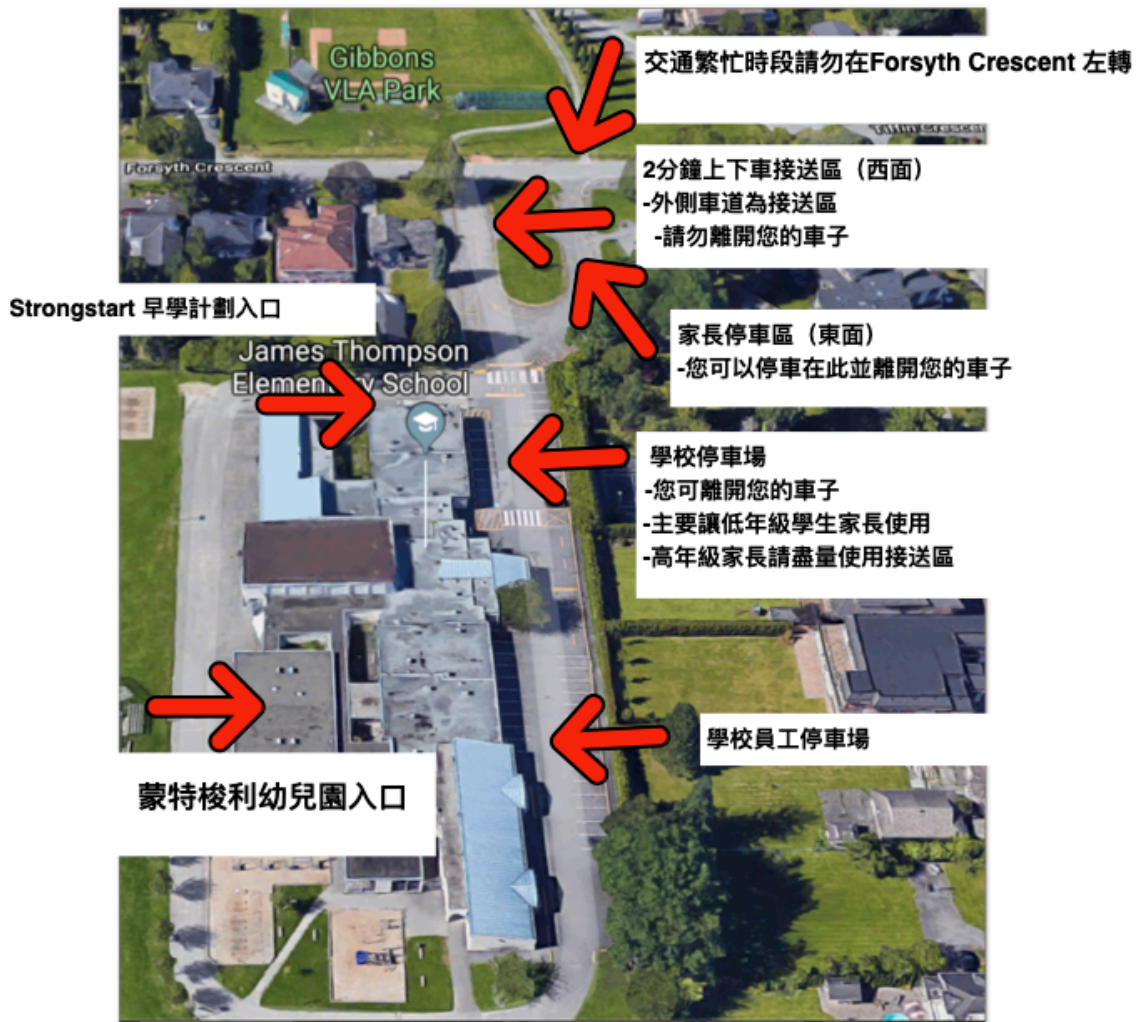 Gibbons
VLA Park
交通繁忙時段請勿在Forsyth Crescent 左轉
Tiffin Crescent
Forsyth Crescent
2分鐘上下車接送區（西面）
-外側車道為接送區
-請勿離開您的車子
Strongstart 早學計劃入口
家長停車區（東面）
-您可以停車在此並離開您的車子
James Thompson
Elementary School
學校停車場
-您可離開您的車子
-主要讓低年級學生家長使用
-高年級家長請盡量使用接送區
學校員工停車場
蒙特梭利幼兒園入口